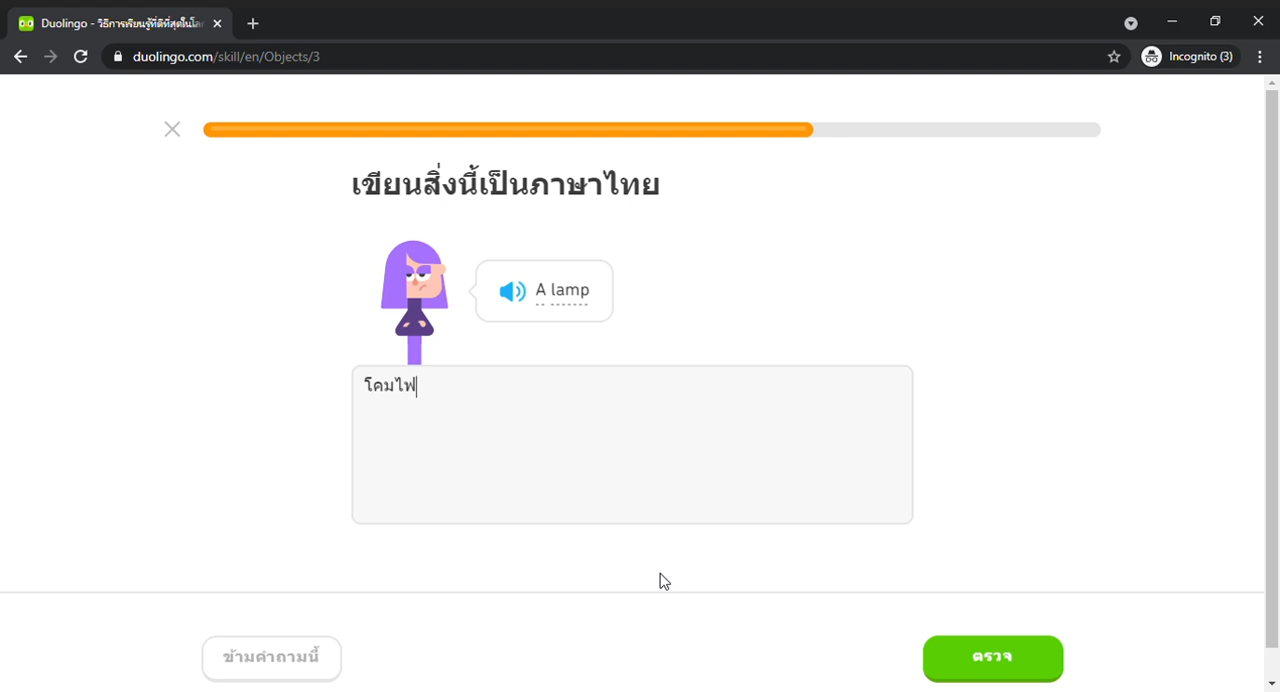 Duolingo - วิธีการเรียนรู้ที่ดีที่สุดในโล
duolingo.com/skill/en/Objects/3
Incognito (3)
เขียนสิ่งนี้เป็นภาษาไทย
A lamp
โคมไฟ
ข้ามคำถามนี้
ตรวจ